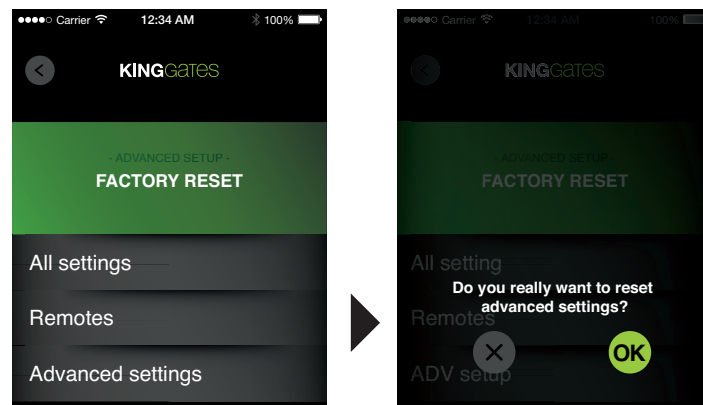 Carrier 12:34 AM 100%
KINGGATES
- ADVANCED SETUP -
FACTORY RESET
All settings
Remotes
Advanced settings
Carrier 12:34 AM 100%
KINGGATES
- ADVANCED SETUP -
FACTORY RESET
All setting
Do you really want to reset
advanced settings?
Remotes
OK
ADV setup